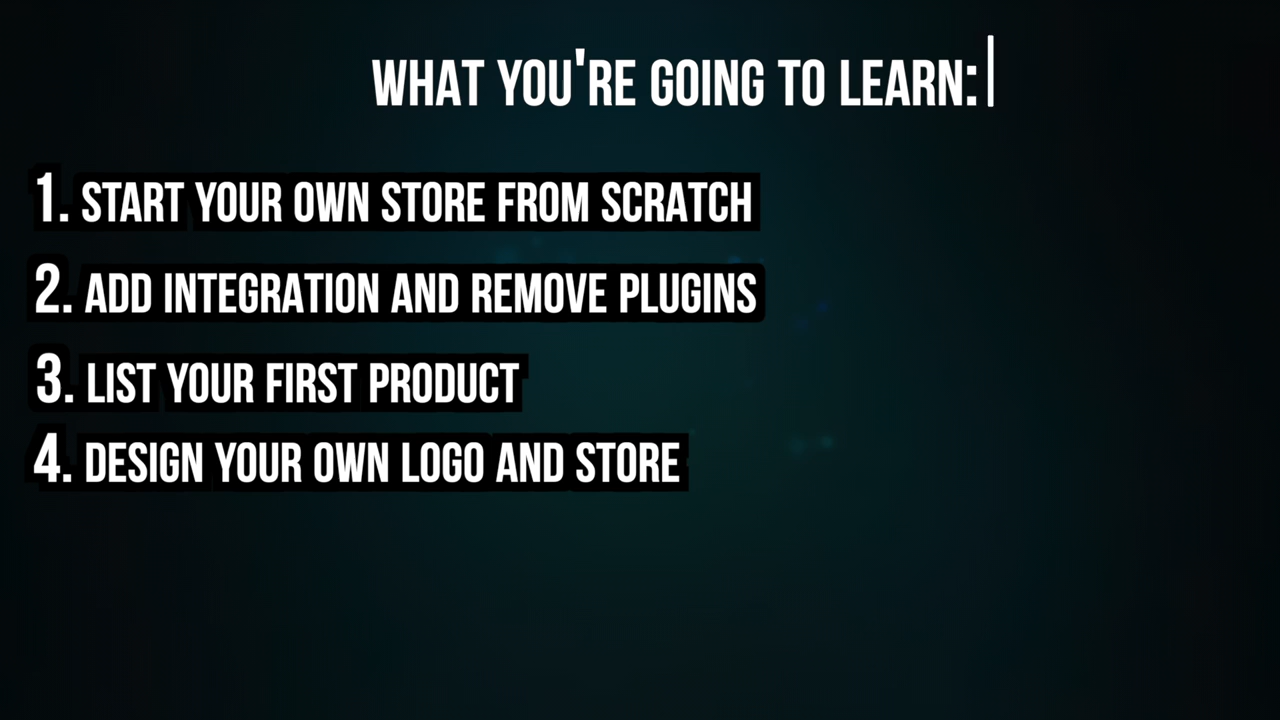 WHAT YOU'RE GOING TO LEARN:
1. START YOUR OWN STORE FROM SCRATCH
2. ADD INTEGRATION AND REMOVE PLUGINS
3. LIST YOUR FIRST PRODUCT
4. DESIGN YOUR OWN LOGO AND STORE